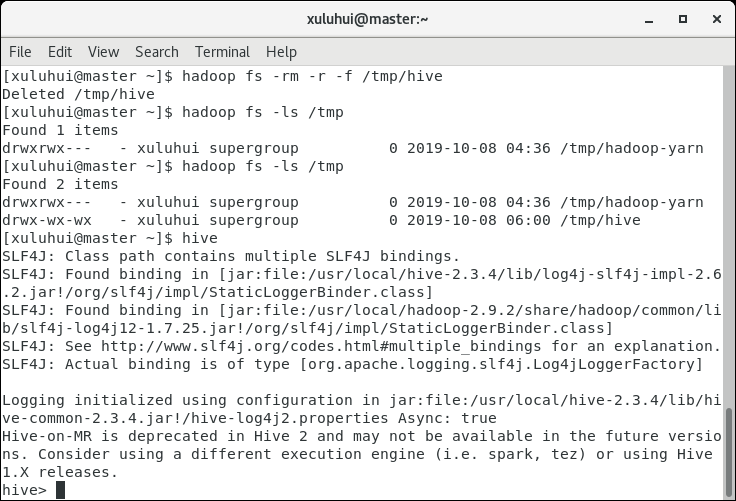 xuluhui@master:~
File Edit View Search Terminal Help
[xuluhui@master ~]$ hadoop fs -rm -r -f /tmp/hive
Deleted /tmp/hive
[xuluhui@master ~]$ hadoop fs -ls /tmp
Found 1 items
drwxrwx---   - xuluhui supergroup          0 2019-10-08 04:36 /tmp/hadoop-yarn
[xuluhui@master ~]$ hadoop fs -ls /tmp
Found 2 items
drwxrwx---   - xuluhui supergroup          0 2019-10-08 04:36 /tmp/hadoop-yarn
drwx-wx-wx   - xuluhui supergroup          0 2019-10-08 06:00 /tmp/hive
[xuluhui@master ~]$ hive
SLF4J: Class path contains multiple SLF4J bindings.
SLF4J: Found binding in [jar:file:/usr/local/hive-2.3.4/lib/log4j-slf4j-impl-2.6
.2.jar!/org/slf4j/impl/StaticLoggerBinder.class]
SLF4J: Found binding in [jar:file:/usr/local/hadoop-2.9.2/share/hadoop/common/li
b/slf4j-log4j12-1.7.25.jar!/org/slf4j/impl/StaticLoggerBinder.class]
SLF4J: See http://www.slf4j.org/codes.html#multiple_bindings for an explanation.
SLF4J: Actual binding is of type [org.apache.logging.slf4j.Log4jLoggerFactory]

Logging initialized using configuration in jar:file:/usr/local/hive-2.3.4/lib/hi
ve-common-2.3.4.jar!/hive-log4j2.properties Async: true
Hive-on-MR is deprecated in Hive 2 and may not be available in the future versio
ns. Consider using a different execution engine (i.e. spark, tez) or using Hive
1.X releases.
hive>